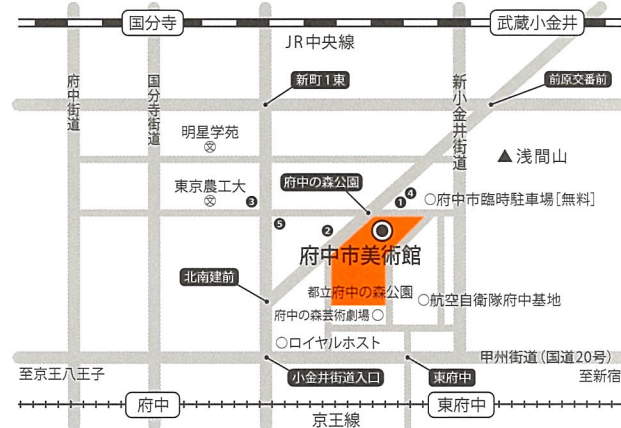 国分寺
武蔵小金井
JR中央線
府中街道
国分寺街道
新町1東
新小金井街道
前原交番前
明星学苑
文
▲浅間山
東京農工大
文
❸
府中の森公園
❹
❶
○府中市臨時駐車場[無料]
❺
❷
府中市美術館
北南建前
都立府中の森公園
○航空自衛隊府中基地
府中の森芸術劇場○
○ロイヤルホスト
甲州街道(国道20号)
至京王八王子
小金井街道入口
東府中
至新宿
府中
東府中
京王線